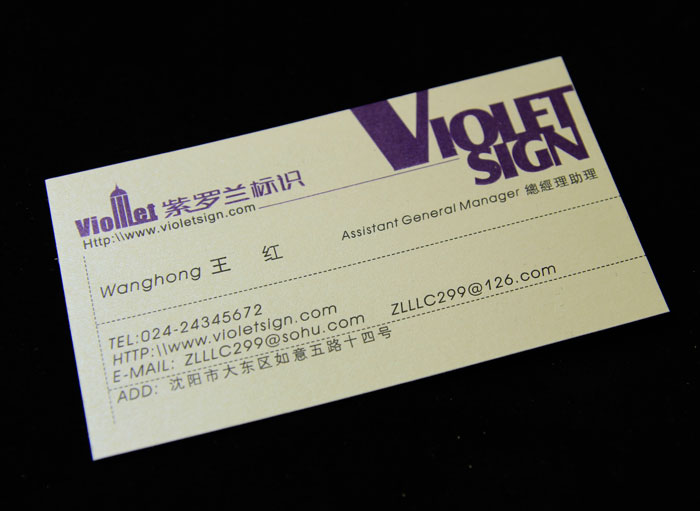 VIOLET
SIGN
Violet 紫罗兰标识
Http:\\www.violetsign.com
Assistant General Manager 總經理助理
Wanghong 王 红
TEL:024-24345672
HTTP:\\www.violetsign.com
E-MAIL: ZLLLC299@sohu.com ZLLLC299@126.com
ADD: 沈阳市大东区如意五路十四号